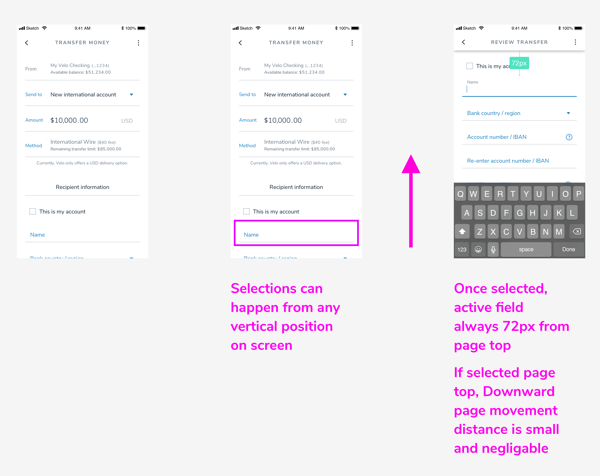 Sketch 9:41 AM 100%
TRANSFER MONEY
From My Velo Checking (..1234)
Available balance: $51,234.00
Send to New international account
Amount $10,000.00 USD
Method International Wire ($40 fee)
Remaining transfer limit: $85,000.00
Currently, Velo only offers a USD delivery option.
Recipient information
This is my account
Name
Bank country / region
Sketch 9:41 AM 100%
TRANSFER MONEY
From My Velo Checking (..1234)
Available balance: $51,234.00
Send to New international account
Amount $10,000.00 USD
Method International Wire ($40 fee)
Remaining transfer limit: $85,000.00
Currently, Velo only offers a USD delivery option.
Recipient information
This is my account
Name
Bank country / region
Selections can
happen from any
vertical position
on screen
Sketch 9:41 AM 100%
REVIEW TRANSFER
This is my acc
72px
Name
Bank country / region
Account number / IBAN
Re-enter account number / IBAN
Q W E R T Y U I O P
A S D F G H J K L
Z X C V B N M
123 space Done
Once selected,
active field
always 72px from
page top
If selected page
top, Downward
page movement
distance is small
and negligable